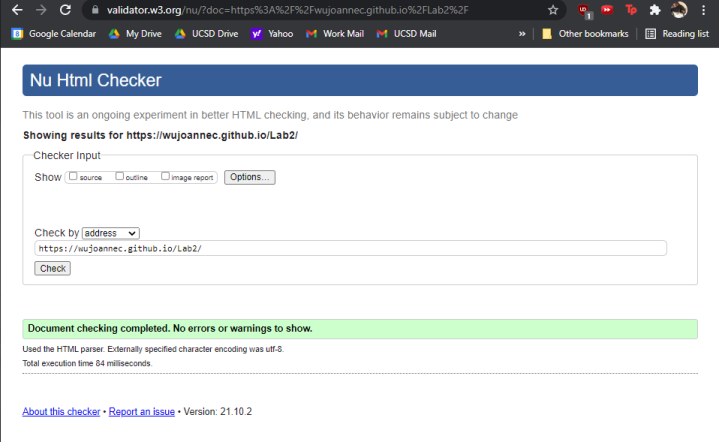 validator.w3.org/nu/?doc=https%3A%2F%2Fwujoannec.github.io%2FLab2%2F
1
Tp
8 Google Calendar My Drive UCSD Drive y! Yahoo Work Mail UCSD Mail » Other bookmarks Reading list
Nu Html Checker
This tool is an ongoing experiment in better HTML checking, and its behavior remains subject to change
Showing results for https://wujoannec.github.io/Lab2/
Checker Input
Show source outline image report Options...
Check by address
https://wujoannec.github.io/Lab2/
Check
Document checking completed. No errors or warnings to show.
Used the HTML parser. Externally specified character encoding was utf-8.
Total execution time 84 milliseconds.
About this checker • Report an issue • Version: 21.10.2